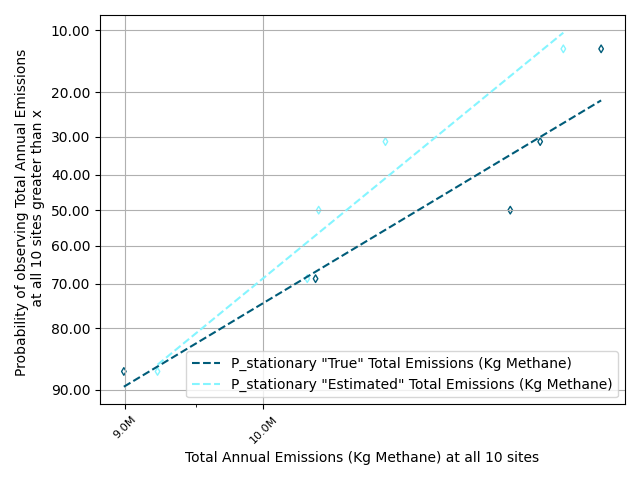 10.00
20.00
30.00
40.00
50.00
60.00
70.00
80.00
90.00
Probability of observing Total Annual Emissions
at all 10 sites greater than x
P_stationary "True" Total Emissions (Kg Methane)
P_stationary "Estimated" Total Emissions (Kg Methane)
9.0M
10.0M
Total Annual Emissions (Kg Methane) at all 10 sites